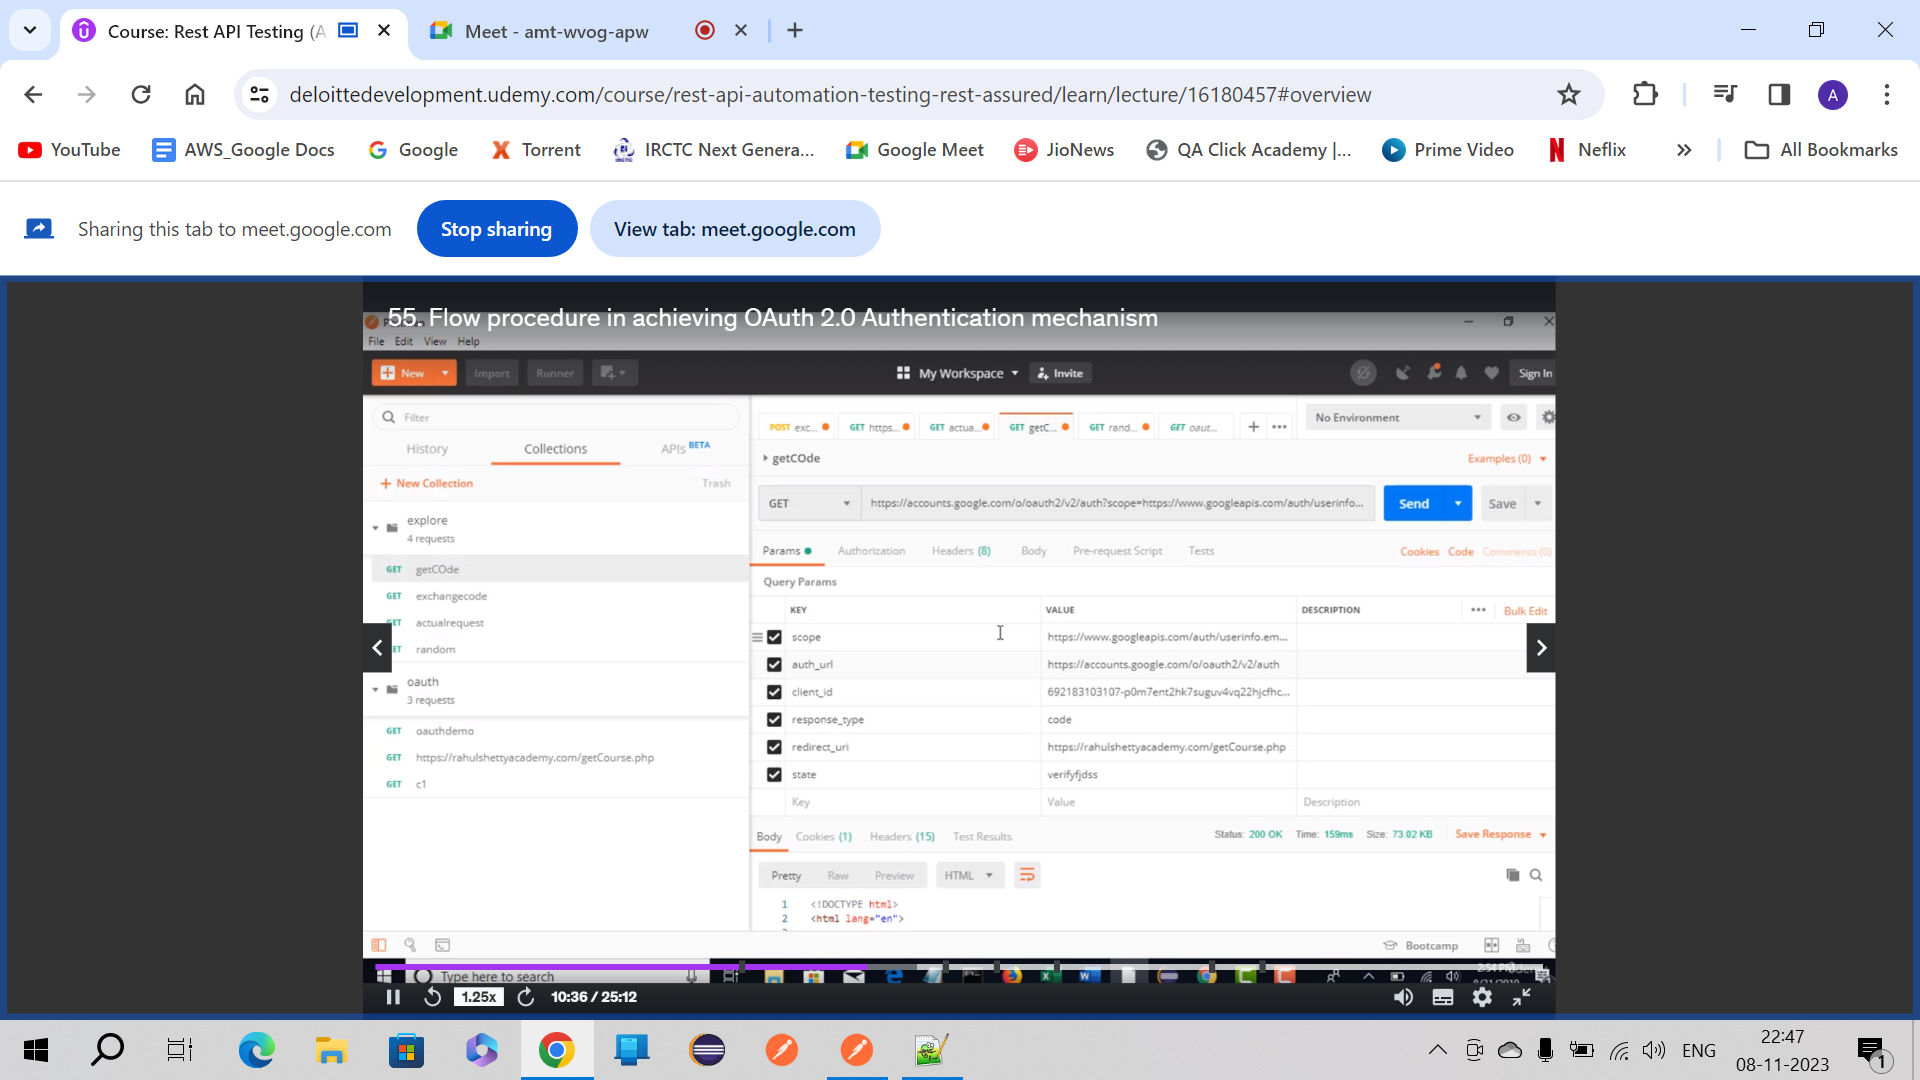 Course: Rest API Testing (A
Meet - amt-wvog-apw
deloittedevelopment.udemy.com/course/rest-api-automation-testing-rest-assured/learn/lecture/16180457#overview
A
YouTube AWS_Google Docs Google Torrent IRCTC Next Genera... Google Meet JioNews QA Click Academy |... Prime Video Neflix » All Bookmarks
Sharing this tab to meet.google.com Stop sharing View tab: meet.google.com
55. Flow procedure in achieving OAuth 2.0 Authentication mechanism
File Edit View Help
New Import Runner My Workspace Invite Sign In
Filter
History Collections APIs BETA
+ New Collection Trash
explore
4 requests
GET getCOde
GET exchangecode
GET actualrequest
ET random
oauth
3 requests
GET oauthdemo
GET https://rahulshettyacademy.com/getCourse.php
GET c1
POST exc... GET https... GET actua... GET getC... GET rand... GET oaut... No Environment
getCOde Examples (0)
GET https://accounts.google.com/o/oauth2/v2/auth?scope=https://www.googleapis.com/auth/userinfo... Send Save
Params Authorization Headers (8) Body Pre-request Script Tests Cookies Code Comments (0)
Query Params
KEY VALUE DESCRIPTION Bulk Edit
scope https://www.googleapis.com/auth/userinfo.em...
auth_url https://accounts.google.com/o/oauth2/v2/auth
client_id 692183103107-p0m7ent2hk7suguv4vq22hjcfhc...
response_type code
redirect_uri https://rahulshettyacademy.com/getCourse.php
state verifyfjdss
Key Value Description
Body Cookies (1) Headers (15) Test Results Status: 200 OK Time: 159ms Size: 73.02 KB Save Response
Pretty Raw Preview HTML
1 <!DOCTYPE html>
2 <html lang="en">
Bootcamp
Type here to search
1.25x 10:36 / 25:12
ENG 22:47
08-11-2023 1